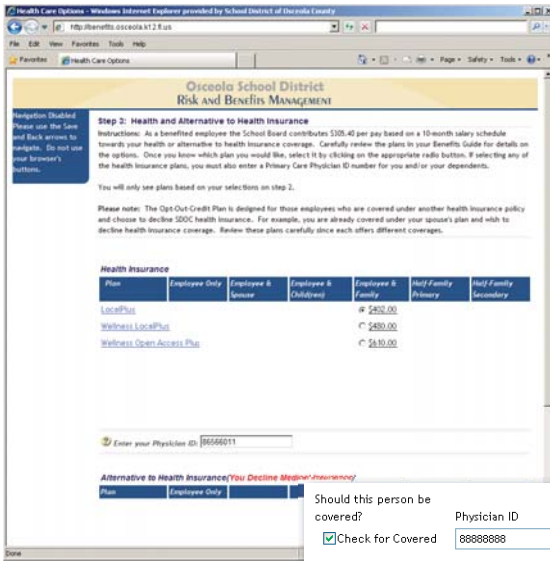 Health Care Options - Windows Internet Explorer provided by School District of Osceola County
http://benefits.osceola.k12.fl.us
File Edit View Favorites Tools Help
Favorites Health Care Options
Page Safety Tools
Osceola School District
Risk and Benefits Management
Navigation Disabled
Please use the Save
and Back arrows to
navigate. Do not use
your browser's
buttons.
Step 3: Health and Alternative to Health Insurance
Instructions: As a benefited employee the School Board contributes $305.40 per pay based on a 10-month salary schedule
towards your health or alternative to health insurance coverage. Carefully review the plans in your Benefits Guide for details on
the options. Once you know which plan you would like, select it by clicking on the appropriate radio button. If selecting any of
the health insurance plans, you must also enter a Primary Care Physician ID number for you and/or your dependents.
You will only see plans based on your selections on step 2.
Please note: The Opt-Out-Credit Plan is designed for those employees who are covered under another health insurance policy
and choose to decline SDOC health insurance. For example, you are already covered under your spouse's plan and wish to
decline health insurance coverage. Review these plans carefully since each offers different coverages.
Health Insurance
Plan Employee Only Employee & Spouse Employee & Child(ren) Employee & Family Half-Family Primary Half-Family Secondary
LocalPlus $402.00
Wellness LocalPlus $480.00
Wellness Open Access Plus $610.00
Enter your Physician ID: 86566011
Alternative to Health Insurance(You Decline Medical Insurance)
Plan Employee Only
Should this person be
covered? Physician ID
Check for Covered 88888888
Done